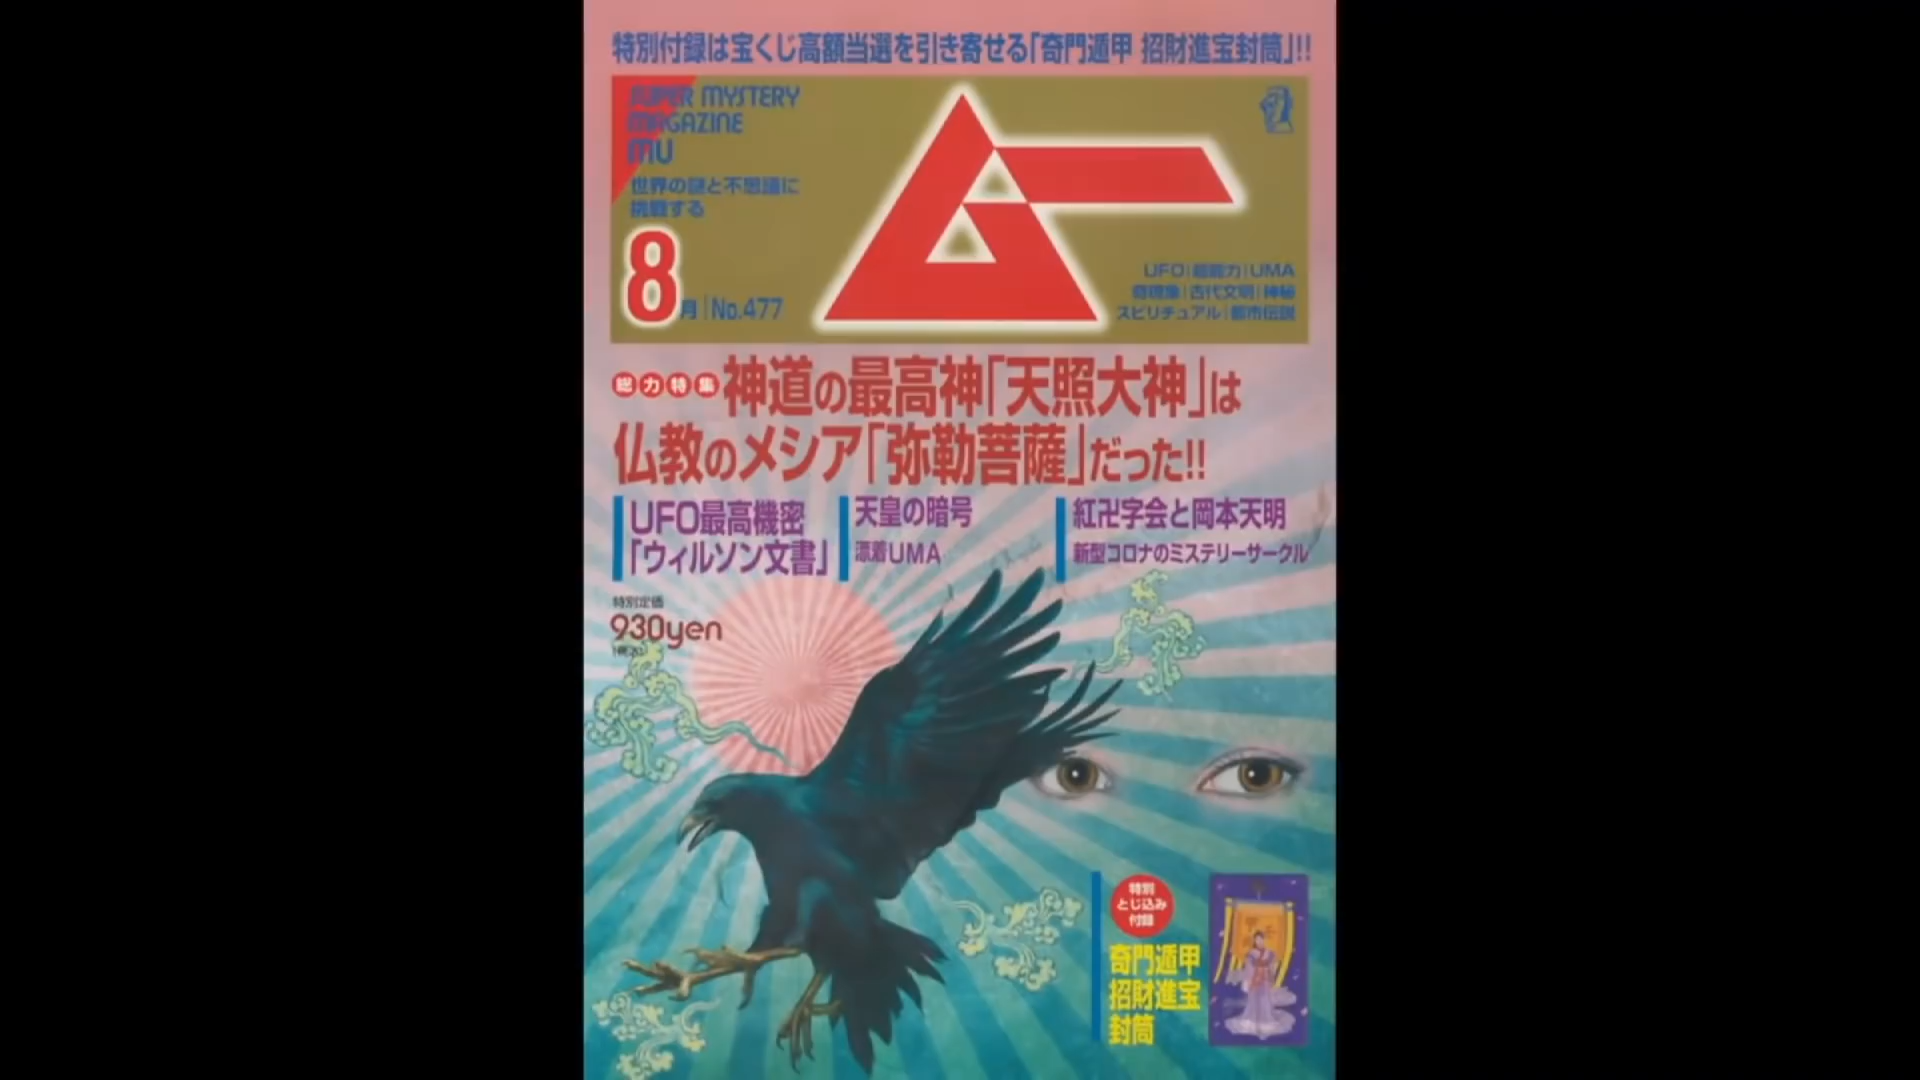 特別付録は宝くじ高額当選を引き寄せる「奇門遁甲 招財進宝封筒」!!
SUPER MYSTERY
MAGAZINE
MU
世界の謎と不思議に
挑戦する
ムー
8月 No.477
UFO|超能力|UMA
怪現象|古代文明|神秘
スピリチュアル|都市伝説
総力特集 神道の最高神「天照大神」は
仏教のメシア「弥勒菩薩」だった!!
UFO最高機密
「ウィルソン文書」
天皇の暗号
漂着UMA
紅卍字会と岡本天明
新型コロナのミステリーサークル
特別定価
930yen
特別
とじ込み
付録
奇門遁甲
招財進宝
封筒